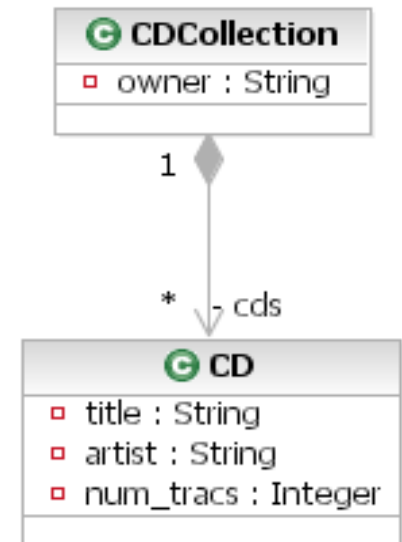 C CDCollection
owner : String
1
* - cds
C CD
title : String
artist : String
num_tracs : Integer